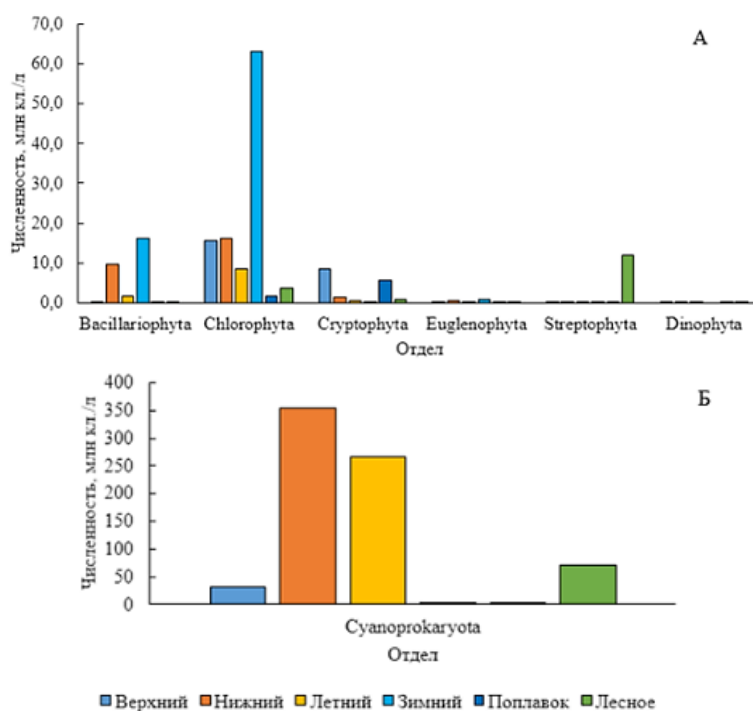 А
Численность, млн кл./л
70,0
60,0
50,0
40,0
30,0
20,0
10,0
0,0
Bacillariophyta Chlorophyta Cryptophyta Euglenophyta Streptophyta Dinophyta
Отдел
Б
Численность, млн кл./л
400
350
300
250
200
150
100
50
0
Cyanoprokaryota
Отдел
Верхний Нижний Летний Зимний Поплавок Лесное